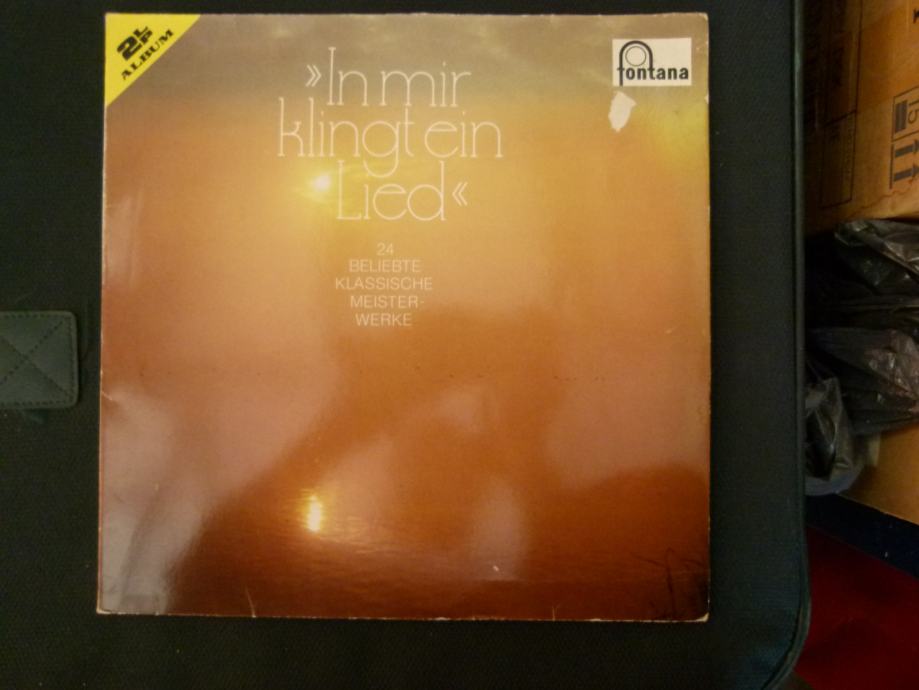 2LP
ALBUM
»In mir
klingt ein
Lied«
fontana
24
BELIEBTE
KLASSISCHE
MEISTER-
WERKE